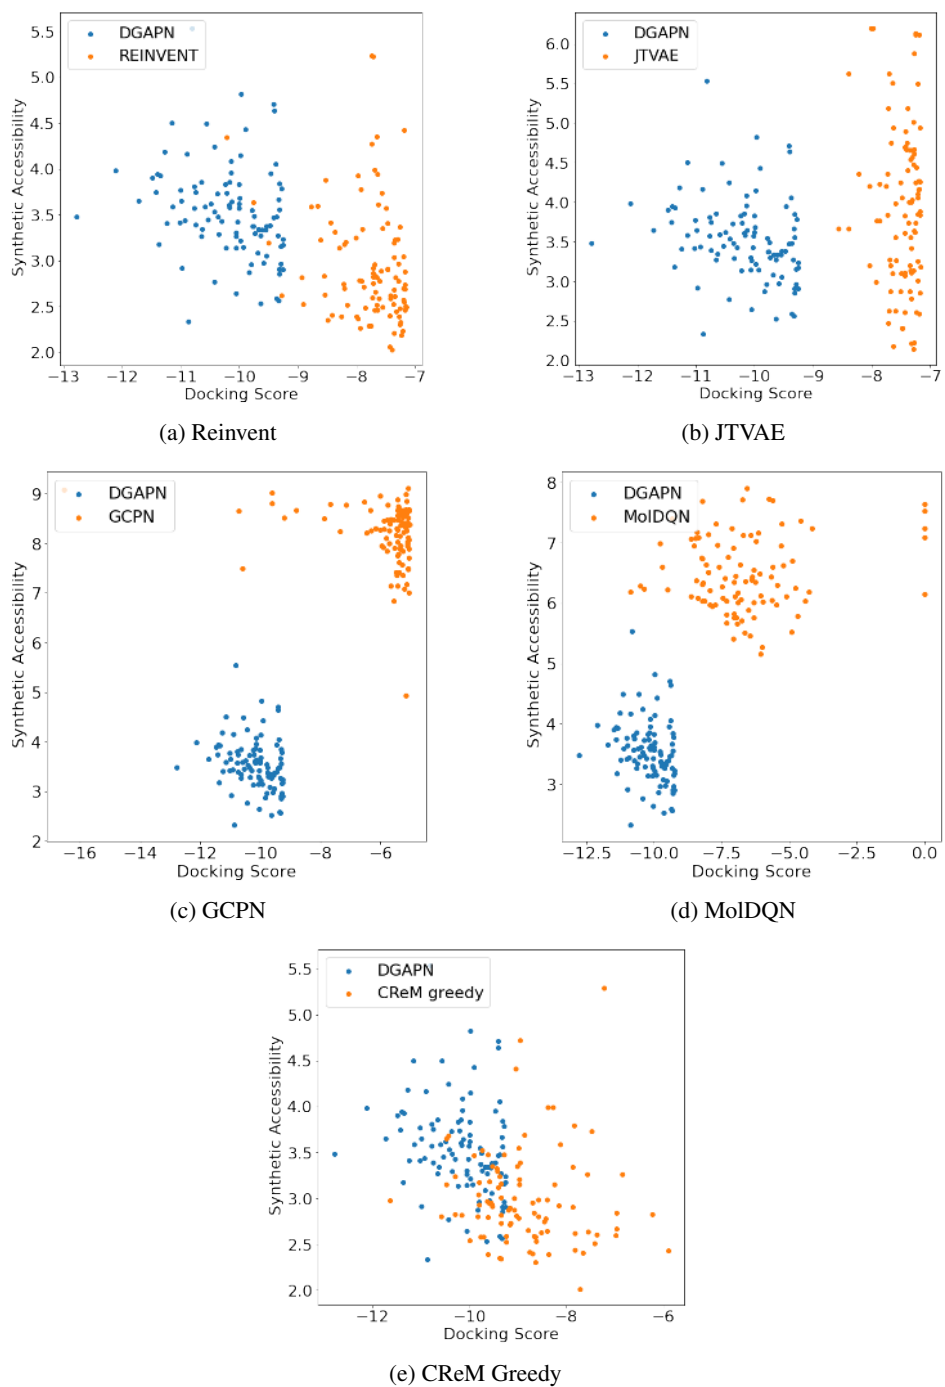 DGAPN
REINVENT
5.5
5.0
4.5
4.0
3.5
3.0
2.5
2.0
Synthetic Accessibility
−13 −12 −11 −10 −9 −8 −7
Docking Score
(a) Reinvent
DGAPN
JTVAE
6.0
5.5
5.0
4.5
4.0
3.5
3.0
2.5
2.0
Synthetic Accessibility
−13 −12 −11 −10 −9 −8 −7
Docking Score
(b) JTVAE
DGAPN
GCPN
9
8
7
6
5
4
3
2
Synthetic Accessibility
−16 −14 −12 −10 −8 −6
Docking Score
(c) GCPN
DGAPN
MolDQN
8
7
6
5
4
3
Synthetic Accessibility
−12.5 −10.0 −7.5 −5.0 −2.5 0.0
Docking Score
(d) MolDQN
DGAPN
CReM greedy
5.5
5.0
4.5
4.0
3.5
3.0
2.5
2.0
Synthetic Accessibility
−12 −10 −8 −6
Docking Score
(e) CReM Greedy